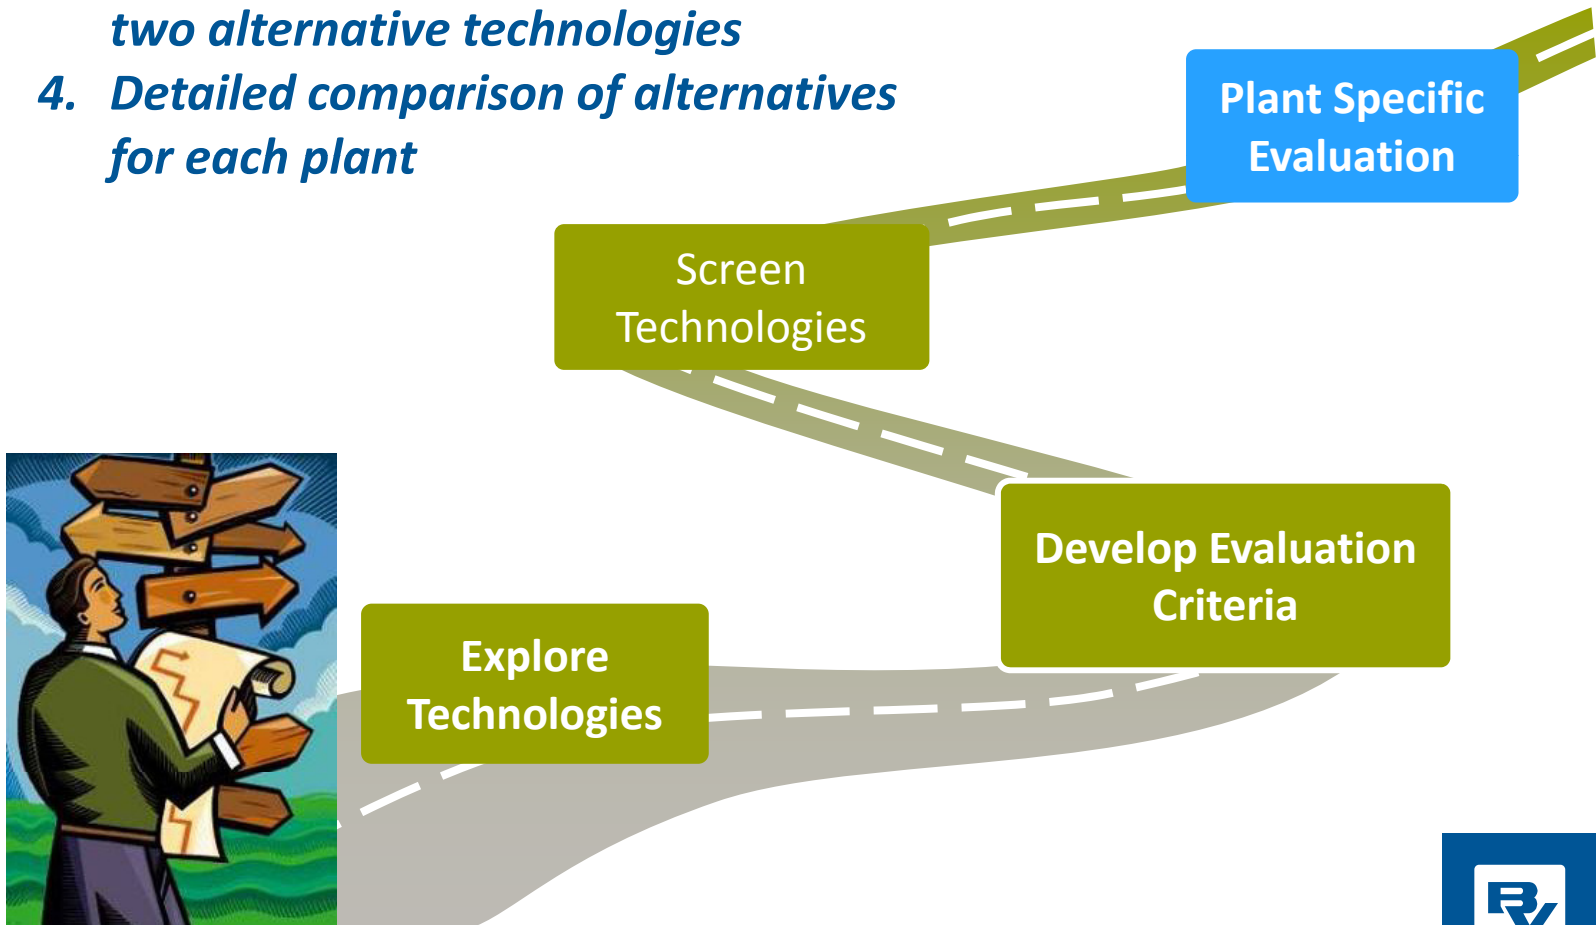 two alternative technologies
4. Detailed comparison of alternatives
for each plant
Plant Specific
Evaluation
Screen
Technologies
Develop Evaluation
Criteria
Explore
Technologies
BV